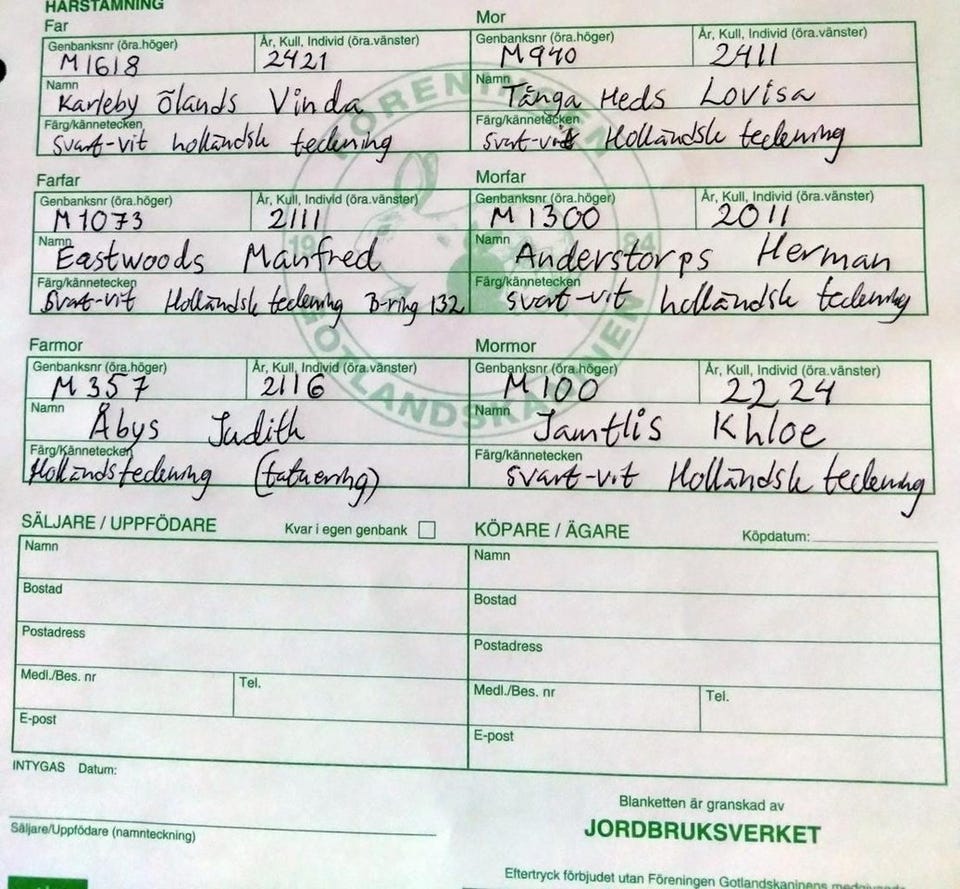 HÄRSTAMNING
Far
Mor
Genbanksnr (öra.höger) År, Kull, Individ (öra.vänster)
M1618 2421
Genbanksnr (öra.höger) År, Kull, Individ (öra.vänster)
M940 2411
Namn
Karleby Ölands Vinda
Namn
Tånga Heds Lovisa
Färg/kännetecken
Svart-vit holländsk teckning
Färg/kännetecken
Svart-vit Holländsk teckning
Farfar
Morfar
Genbanksnr (öra.höger) År, Kull, Individ (öra.vänster)
M1073 2111
Genbanksnr (öra.höger) År, Kull, Individ (öra.vänster)
M1300 2011
Namn
Eastwoods Manfred
Namn
Anderstorps Herman
Färg/kännetecken
Svart-vit Holländsk teckning B-ring 132
Färg/kännetecken
svart-vit holländsk teckning
Farmor
Mormor
Genbanksnr (öra.höger) År, Kull, Individ (öra.vänster)
M357 2116
Genbanksnr (öra.höger) År, Kull, Individ (öra.vänster)
M100 2224
Namn
Åbys Judith
Namn
Jamtlis Khloe
Färg/Kännetecken
Holländsteckning (tatuering)
Färg/kännetecken
svart-vit Holländsk teckning
FÖRENINGEN GOTLANDSKANINEN
1984
SÄLJARE / UPPFÖDARE Kvar i egen genbank
KÖPARE / ÄGARE Köpdatum:
Namn
Namn
Bostad
Bostad
Postadress
Postadress
Medl./Bes. nr Tel.
Medl./Bes. nr Tel.
E-post
E-post
INTYGAS Datum:
Säljare/Uppfödare (namnteckning)
Blanketten är granskad av
JORDBRUKSVERKET
Eftertryck förbjudet utan Föreningen Gotlandskaninens